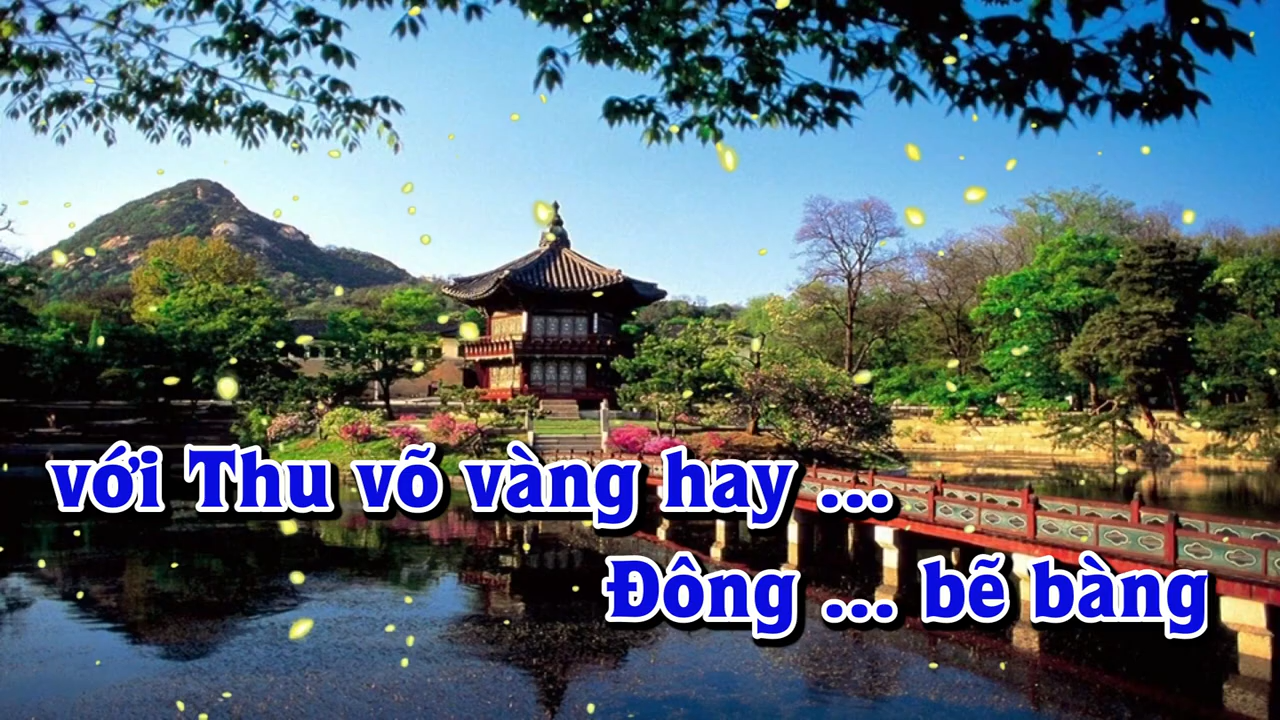 với Thu võ vàng hay ...
Đông ... bẽ bàng